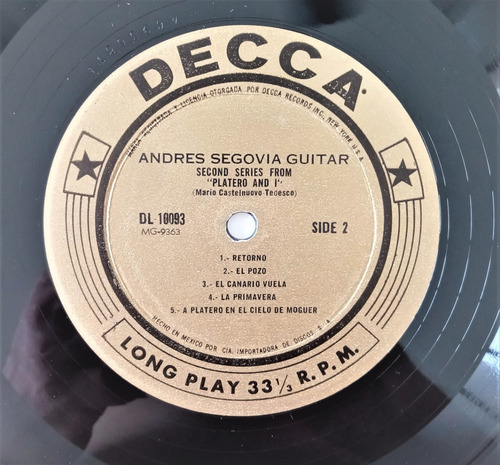 DECCA
MARCA REGISTRADA Y LICENCIA OTORGADA POR DECCA RECORDS INC., NEW YORK U.S.A.
ANDRES SEGOVIA GUITAR
SECOND SERIES FROM
"PLATERO AND I"
(Mario Castelnuovo Tedesco)
DL 10093
MG-9363
SIDE 2
1.- RETORNO
2.- EL POZO
3.- EL CANARIO VUELA
4.- LA PRIMAVERA
5.- A PLATERO EN EL CIELO DE MOGUER
HECHO EN MEXICO POR CIA. IMPORTADORA DE DISCOS, S. A.
LONG PLAY 33 1/3 R.P.M.